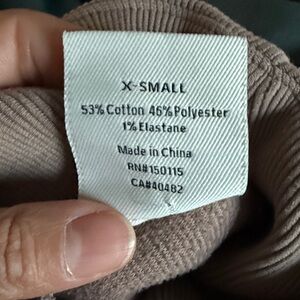 X-SMALL
53% Cotton 46% Polyester
1% Elastane
Made in China
RN#150115
CA#40482